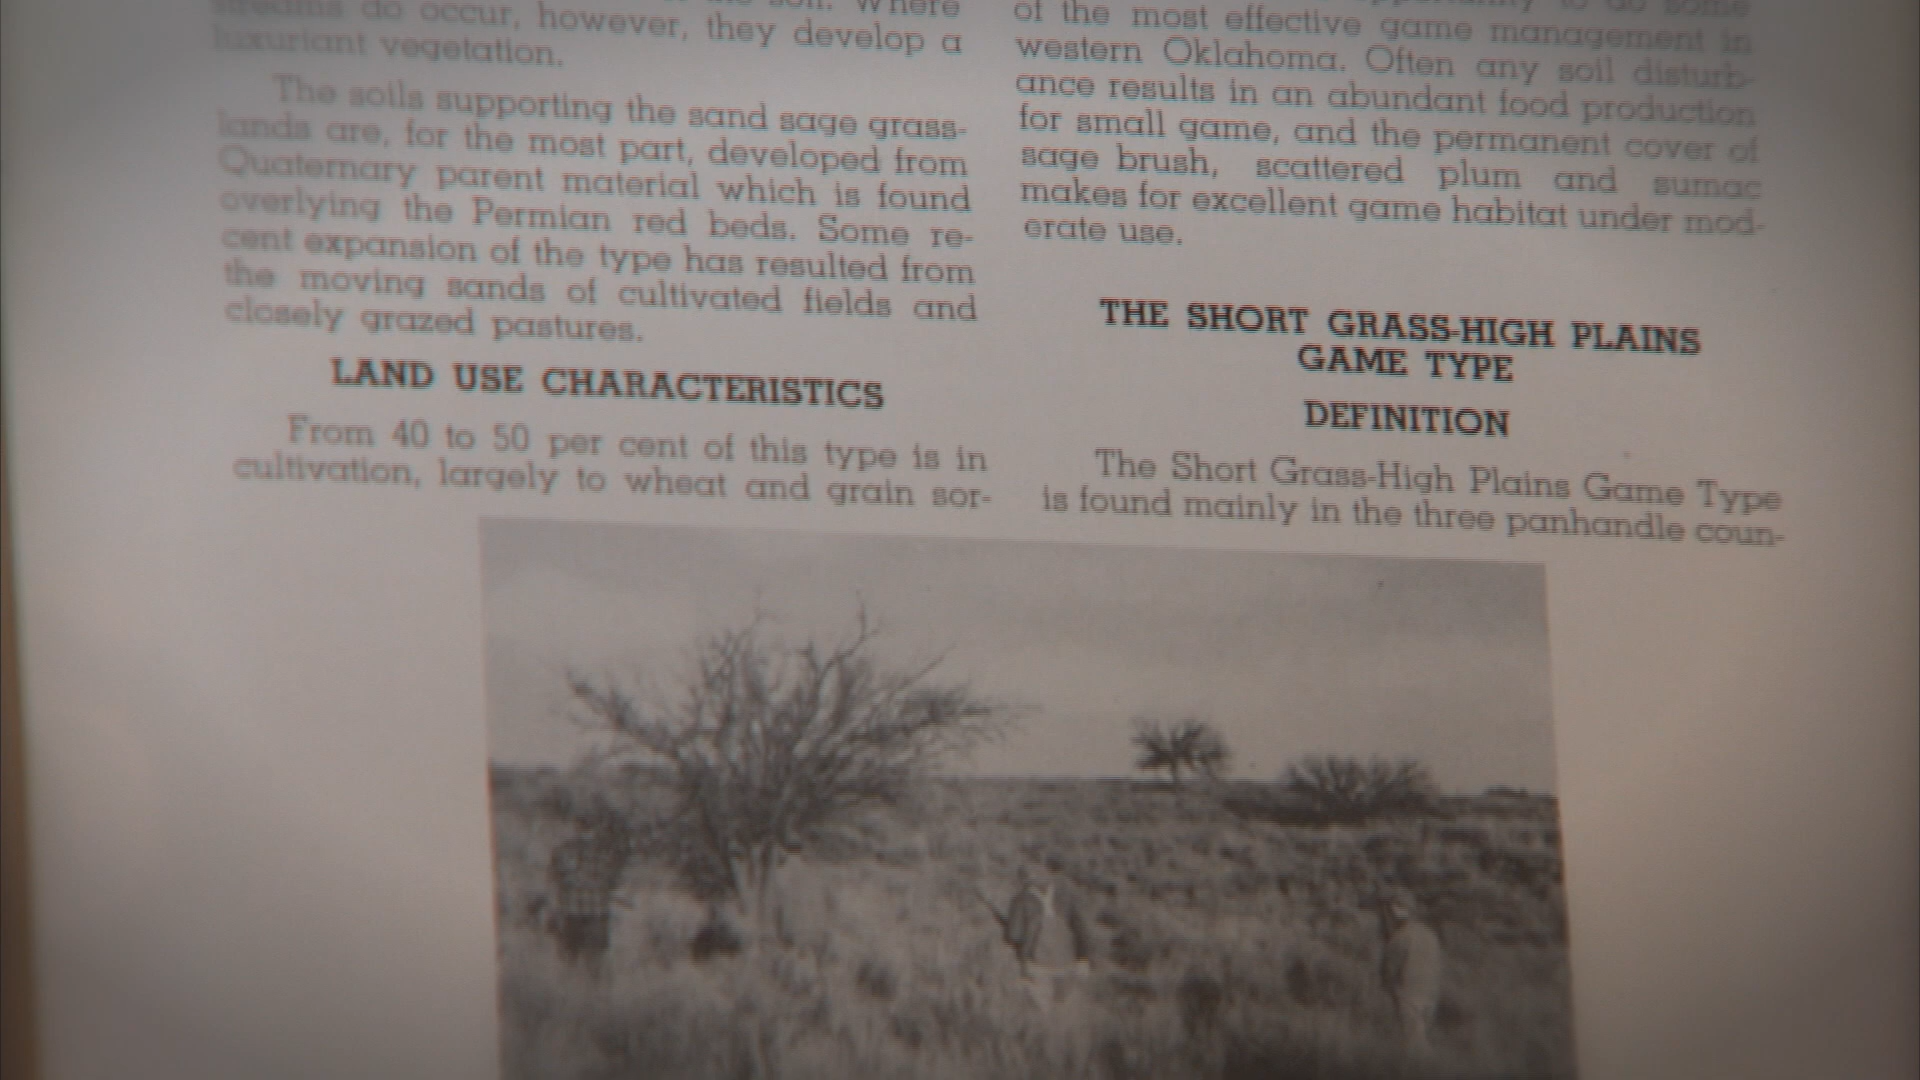 streams do occur, however, they develop a
luxuriant vegetation.
The soils supporting the sand sage grass-
lands are, for the most part, developed from
Quaternary parent material which is found
overlying the Permian red beds. Some re-
cent expansion of the type has resulted from
the moving sands of cultivated fields and
closely grazed pastures.
LAND USE CHARACTERISTICS
From 40 to 50 per cent of this type is in
cultivation, largely to wheat and grain sor-
opportunity to do some
of the most effective game management in
western Oklahoma. Often any soil disturb-
ance results in an abundant food production
for small game, and the permanent cover of
sage brush, scattered plum and sumac
makes for excellent game habitat under mod-
erate use.
THE SHORT GRASS-HIGH PLAINS
GAME TYPE
DEFINITION
The Short Grass-High Plains Game Type
is found mainly in the three panhandle coun-